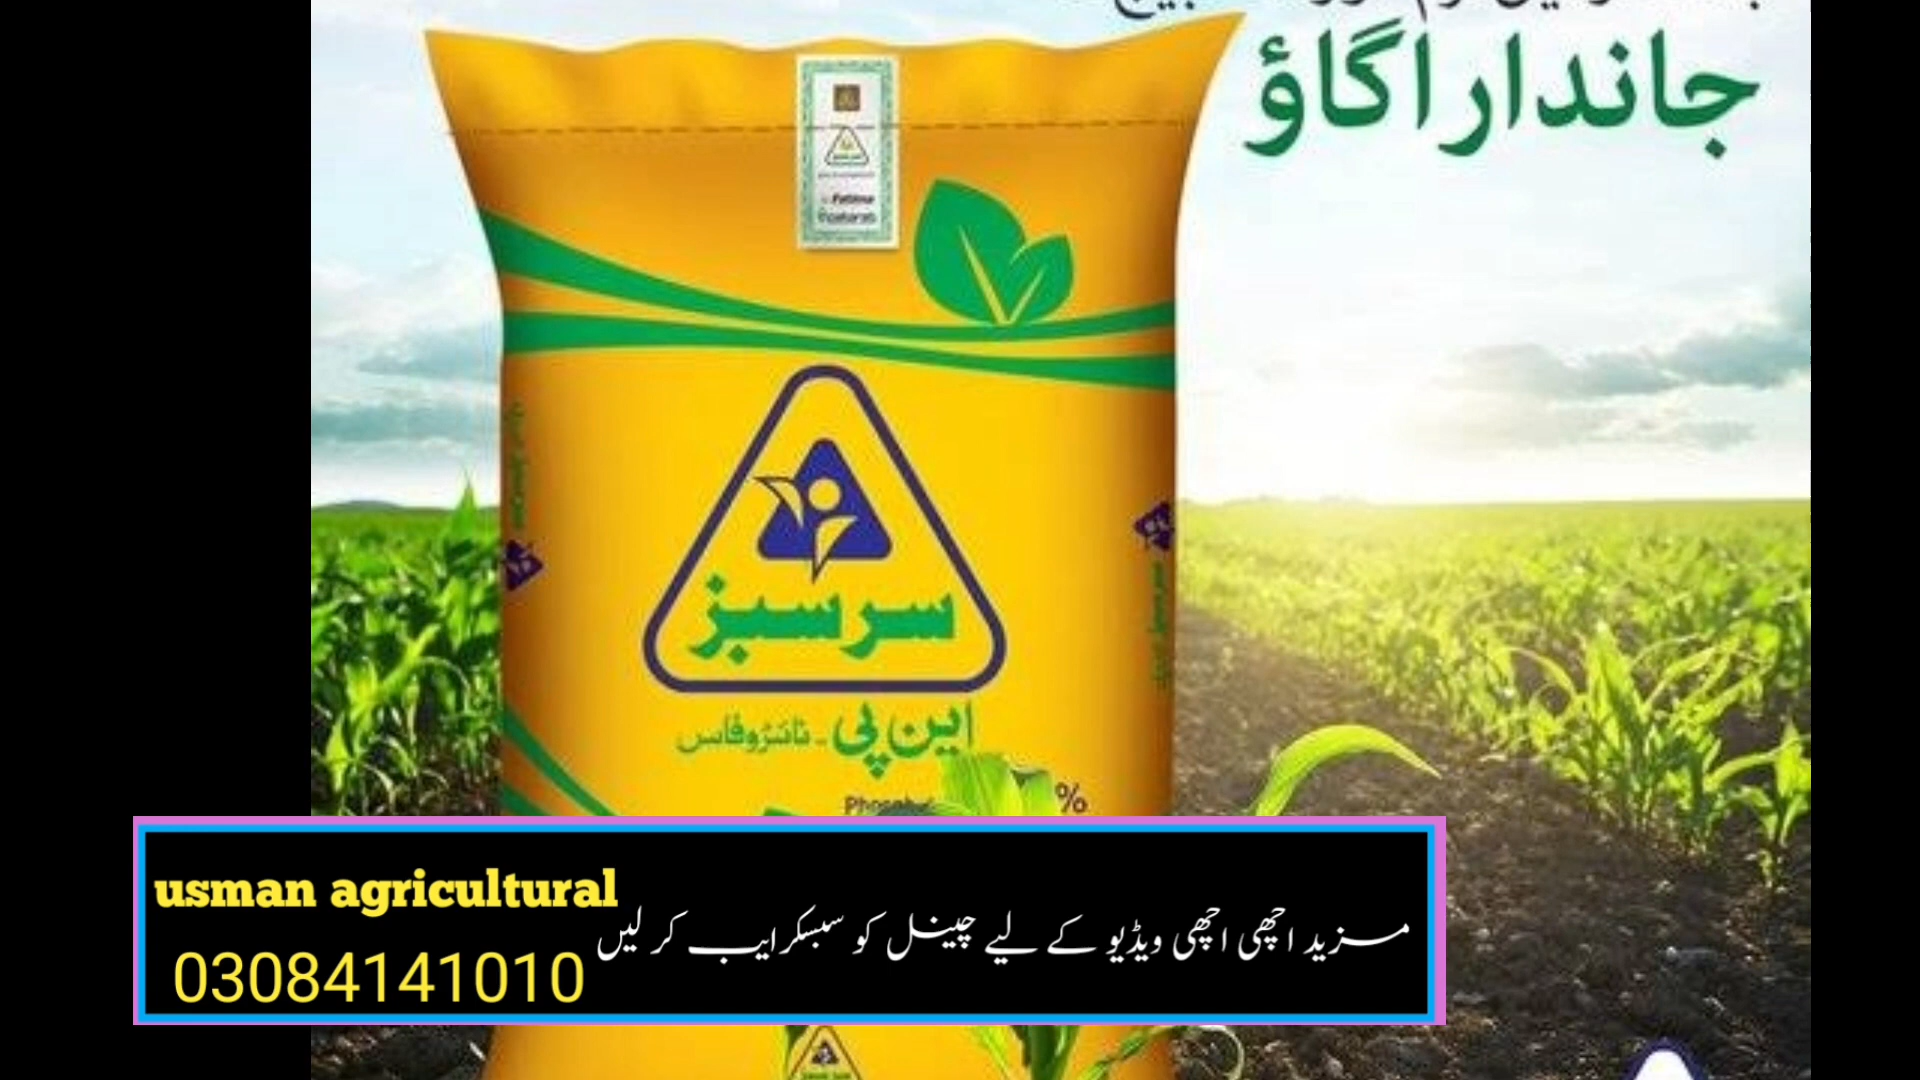 جاندار اگاؤ
Fatima
سرسبز
این پی - نائٹروفاس
%
usman agricultural
مزید اچھی اچھی ویڈیو کے لیے چینل کو سبسکرایب کر لیں
03084141010